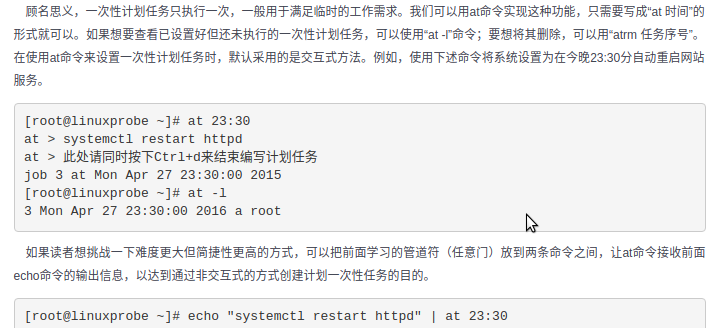 顾名思义，一次性计划任务只执行一次，一般用于满足临时的工作需求。我们可以用at命令实现这种功能，只需要写成“at 时间”的
形式就可以。如果想要查看已设置好但还未执行的一次性计划任务，可以使用“at -l”命令；要想将其删除，可以用“atrm 任务序号”。
在使用at命令来设置一次性计划任务时，默认采用的是交互式方法。例如，使用下述命令将系统设置为在今晚23:30分自动重启网站
服务。
[root@linuxprobe ~]# at 23:30
at > systemctl restart httpd
at > 此处请同时按下Ctrl+d来结束编写计划任务
job 3 at Mon Apr 27 23:30:00 2015
[root@linuxprobe ~]# at -l
3 Mon Apr 27 23:30:00 2016 a root
如果读者想挑战一下难度更大但简捷性更高的方式，可以把前面学习的管道符（任意门）放到两条命令之间，让at命令接收前面
echo命令的输出信息，以达到通过非交互式的方式创建计划一次性任务的目的。
[root@linuxprobe ~]# echo "systemctl restart httpd" | at 23:30